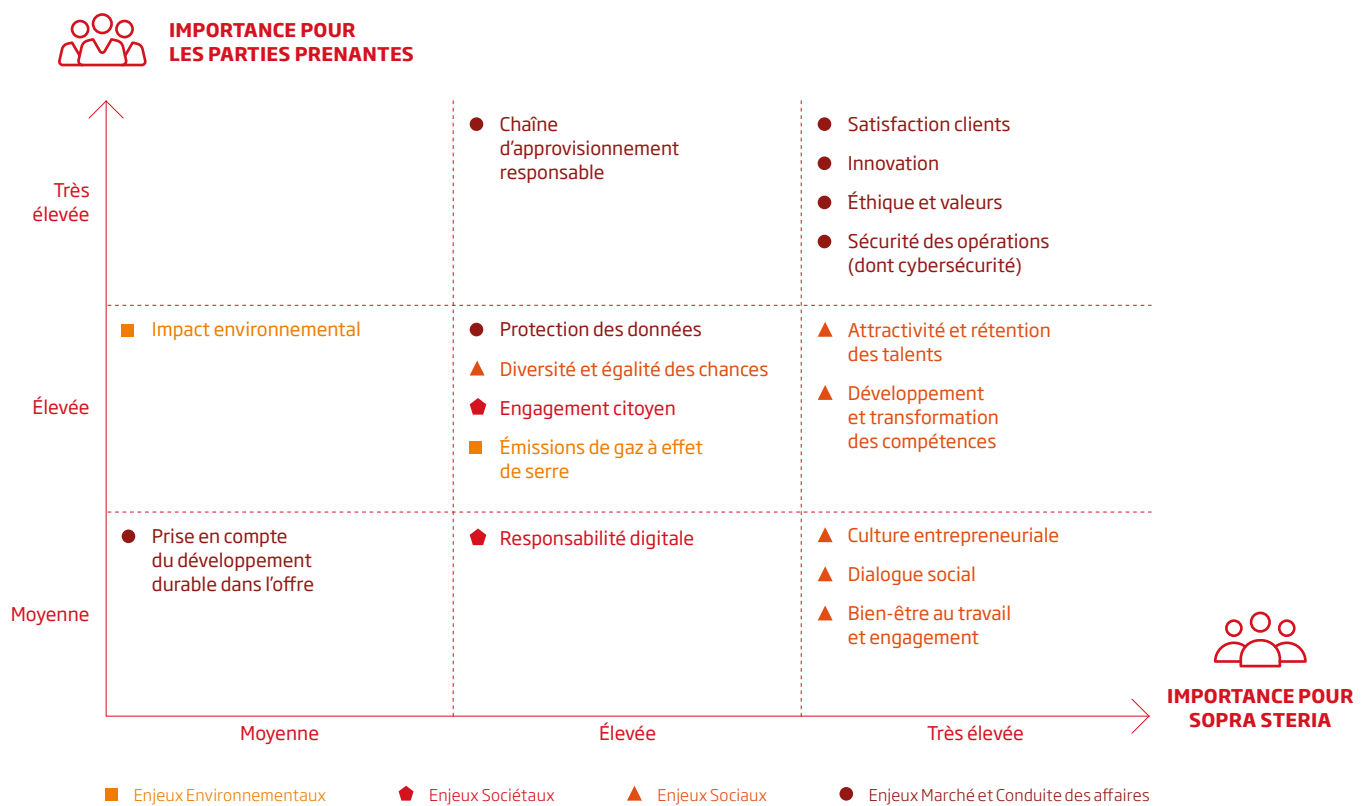 IMPORTANCE POUR
LES PARTIES PRENANTES
Très
élevée
Chaîne
d'approvisionnement
responsable
Satisfaction clients
Innovation
Éthique et valeurs
Sécurité des opérations
(dont cybersécurité)
Élevée
Impact environnemental
Protection des données
Diversité et égalité des chances
Engagement citoyen
Émissions de gaz à effet
de serre
Attractivité et rétention
des talents
Développement
et transformation
des compétences
Moyenne
Prise en compte
du développement
durable dans l'offre
Responsabilité digitale
Culture entrepreneuriale
Dialogue social
Bien-être au travail
et engagement
IMPORTANCE POUR
SOPRA STERIA
Moyenne
Élevée
Très élevée
Enjeux Environnementaux
Enjeux Sociétaux
Enjeux Sociaux
Enjeux Marché et Conduite des affaires